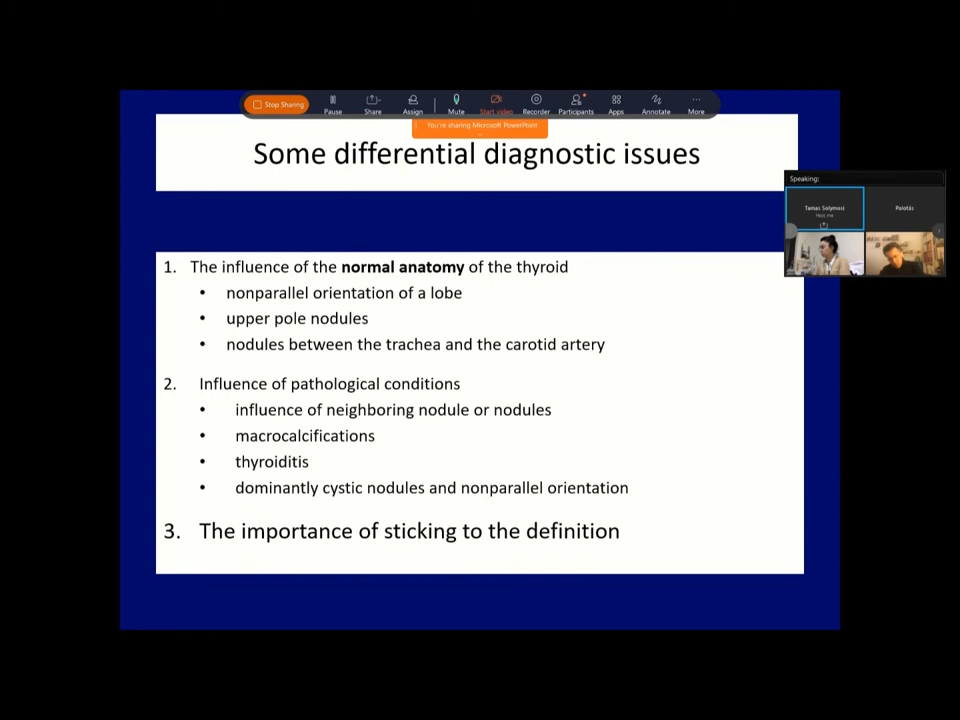 Stop Sharing
Pause
Share
Assign
Mute
Start video
Recorder
Participants
Apps
Annotate
More
You're sharing Microsoft PowerPoint
Some differential diagnostic issues
Speaking:
Tamas Solymosi
Host, me
Palotás
1. The influence of the normal anatomy of the thyroid
• nonparallel orientation of a lobe
• upper pole nodules
• nodules between the trachea and the carotid artery
2. Influence of pathological conditions
• influence of neighboring nodule or nodules
• macrocalcifications
• thyroiditis
• dominantly cystic nodules and nonparallel orientation
3. The importance of sticking to the definition